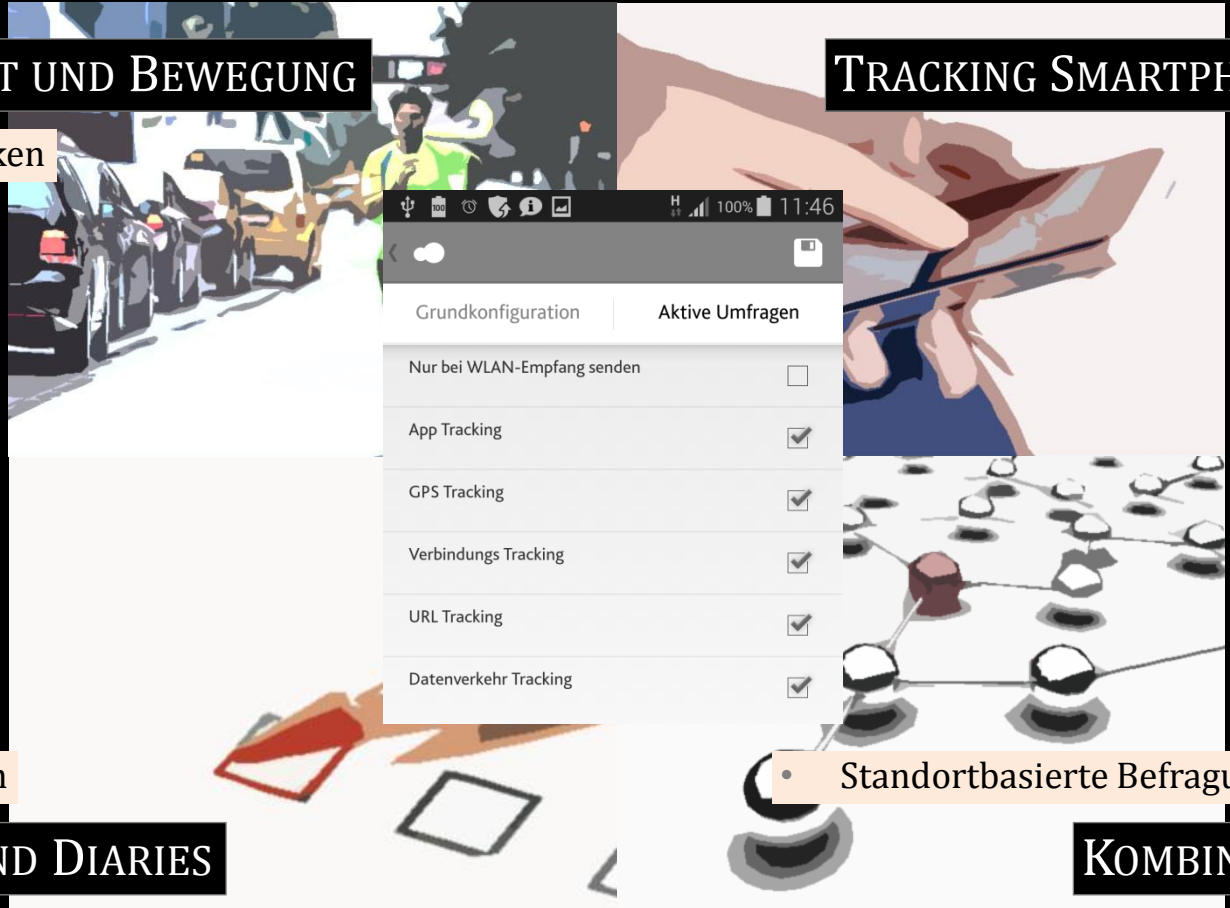 T UND BEWEGUNG
TRACKING SMARTPH
ken
H 100% 11:46
100
Grundkonfiguration Aktive Umfragen
Nur bei WLAN-Empfang senden
App Tracking
GPS Tracking
Verbindungs Tracking
URL Tracking
Datenverkehr Tracking
n
• Standortbasierte Befragu
ND DIARIES
KOMBIN